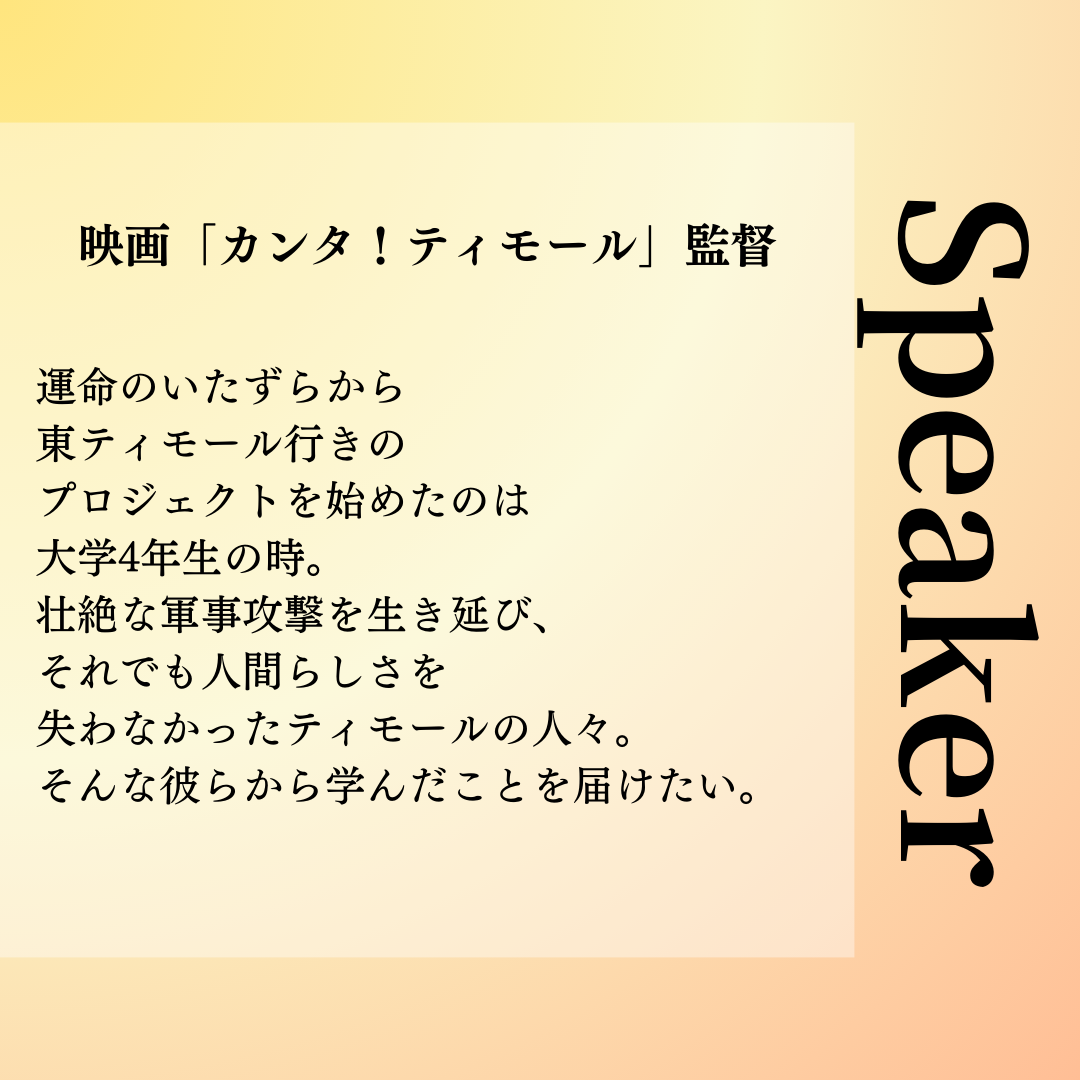 映画「カンタ！ティモール」監督
運命のいたずらから
東ティモール行きの
プロジェクトを始めたのは
大学4年生の時。
壮絶な軍事攻撃を生き延び、
それでも人間らしさを
失わなかったティモールの人々。
そんな彼らから学んだことを届けたい。
Speaker